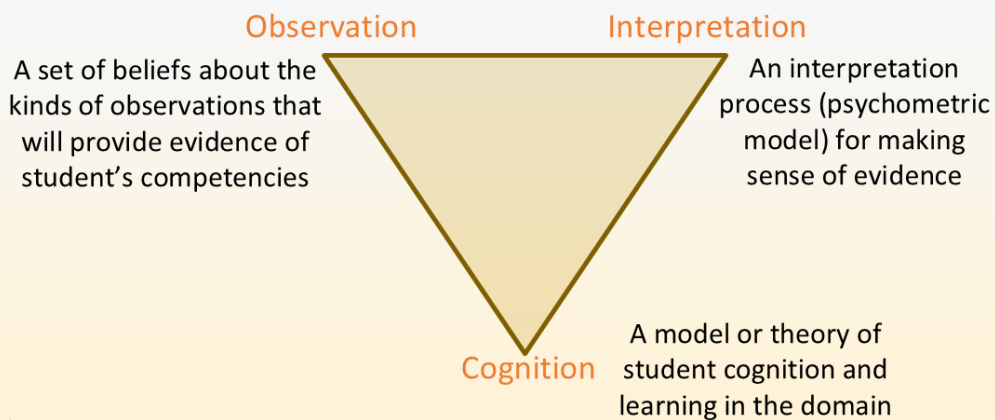 Observation
A set of beliefs about the
kinds of observations that
will provide evidence of
student’s competencies
Interpretation
An interpretation
process (psychometric
model) for making
sense of evidence
Cognition
A model or theory of
student cognition and
learning in the domain